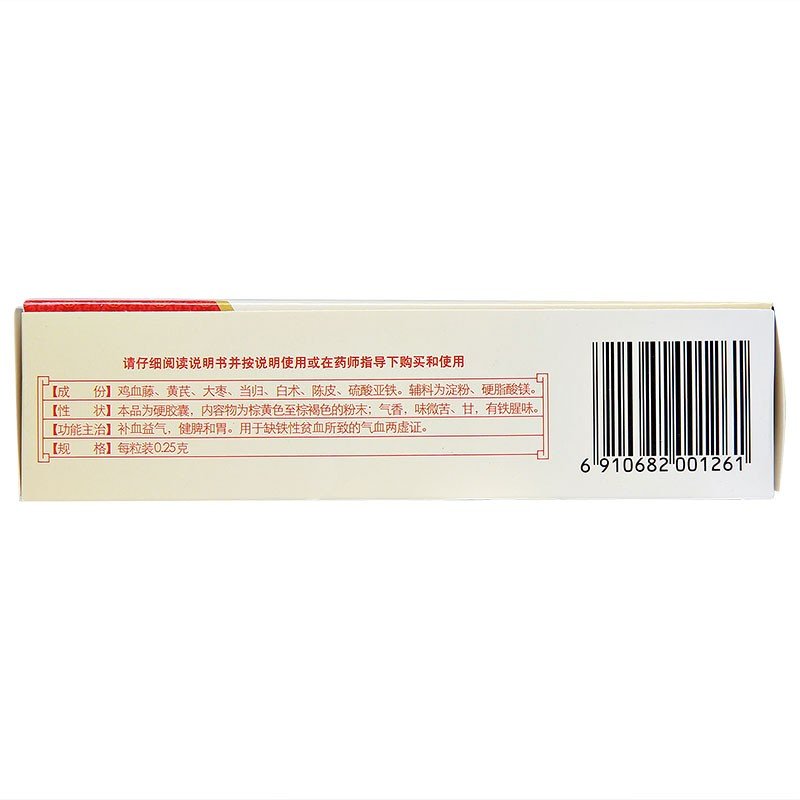 请仔细阅读说明书并按说明使用或在药师指导下购买和使用
【成 份】鸡血藤、黄芪、大枣、当归、白术、陈皮、硫酸亚铁。辅料为淀粉、硬脂酸镁。
【性 状】本品为硬胶囊,内容物为棕黄色至棕褐色的粉末；气香，味微苦、甘，有铁腥味。
【功能主治】补血益气，健脾和胃。用于缺铁性贫血所致的气血两虚证。
【规 格】每粒装0.25克
6 910682 001261